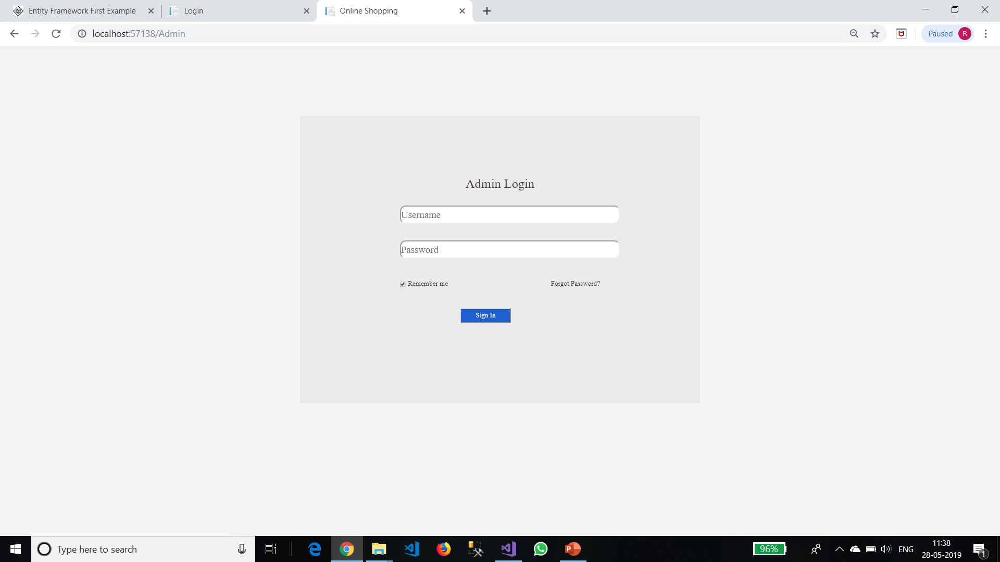 Entity Framework First Example
Login
Online Shopping
localhost:57138/Admin
Paused
R
Admin Login
Username
Password
Remember me
Forgot Password?
Sign In
Type here to search
96%
ENG
11:38
28-05-2019
1